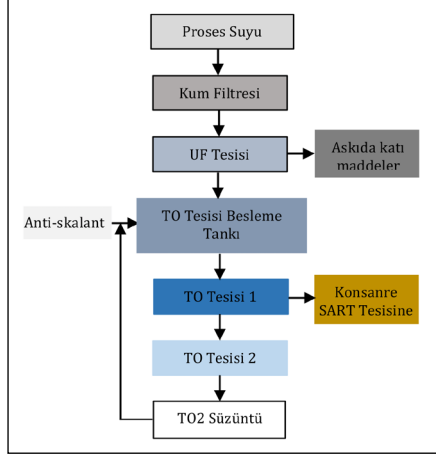 Proses Suyu
Kum Filtresi
UF Tesisi
Askıda katı
maddeler
Anti-skalant
TO Tesisi Besleme
Tankı
TO Tesisi 1
Konsanre
SART Tesisine
TO Tesisi 2
TO2 Süzüntü